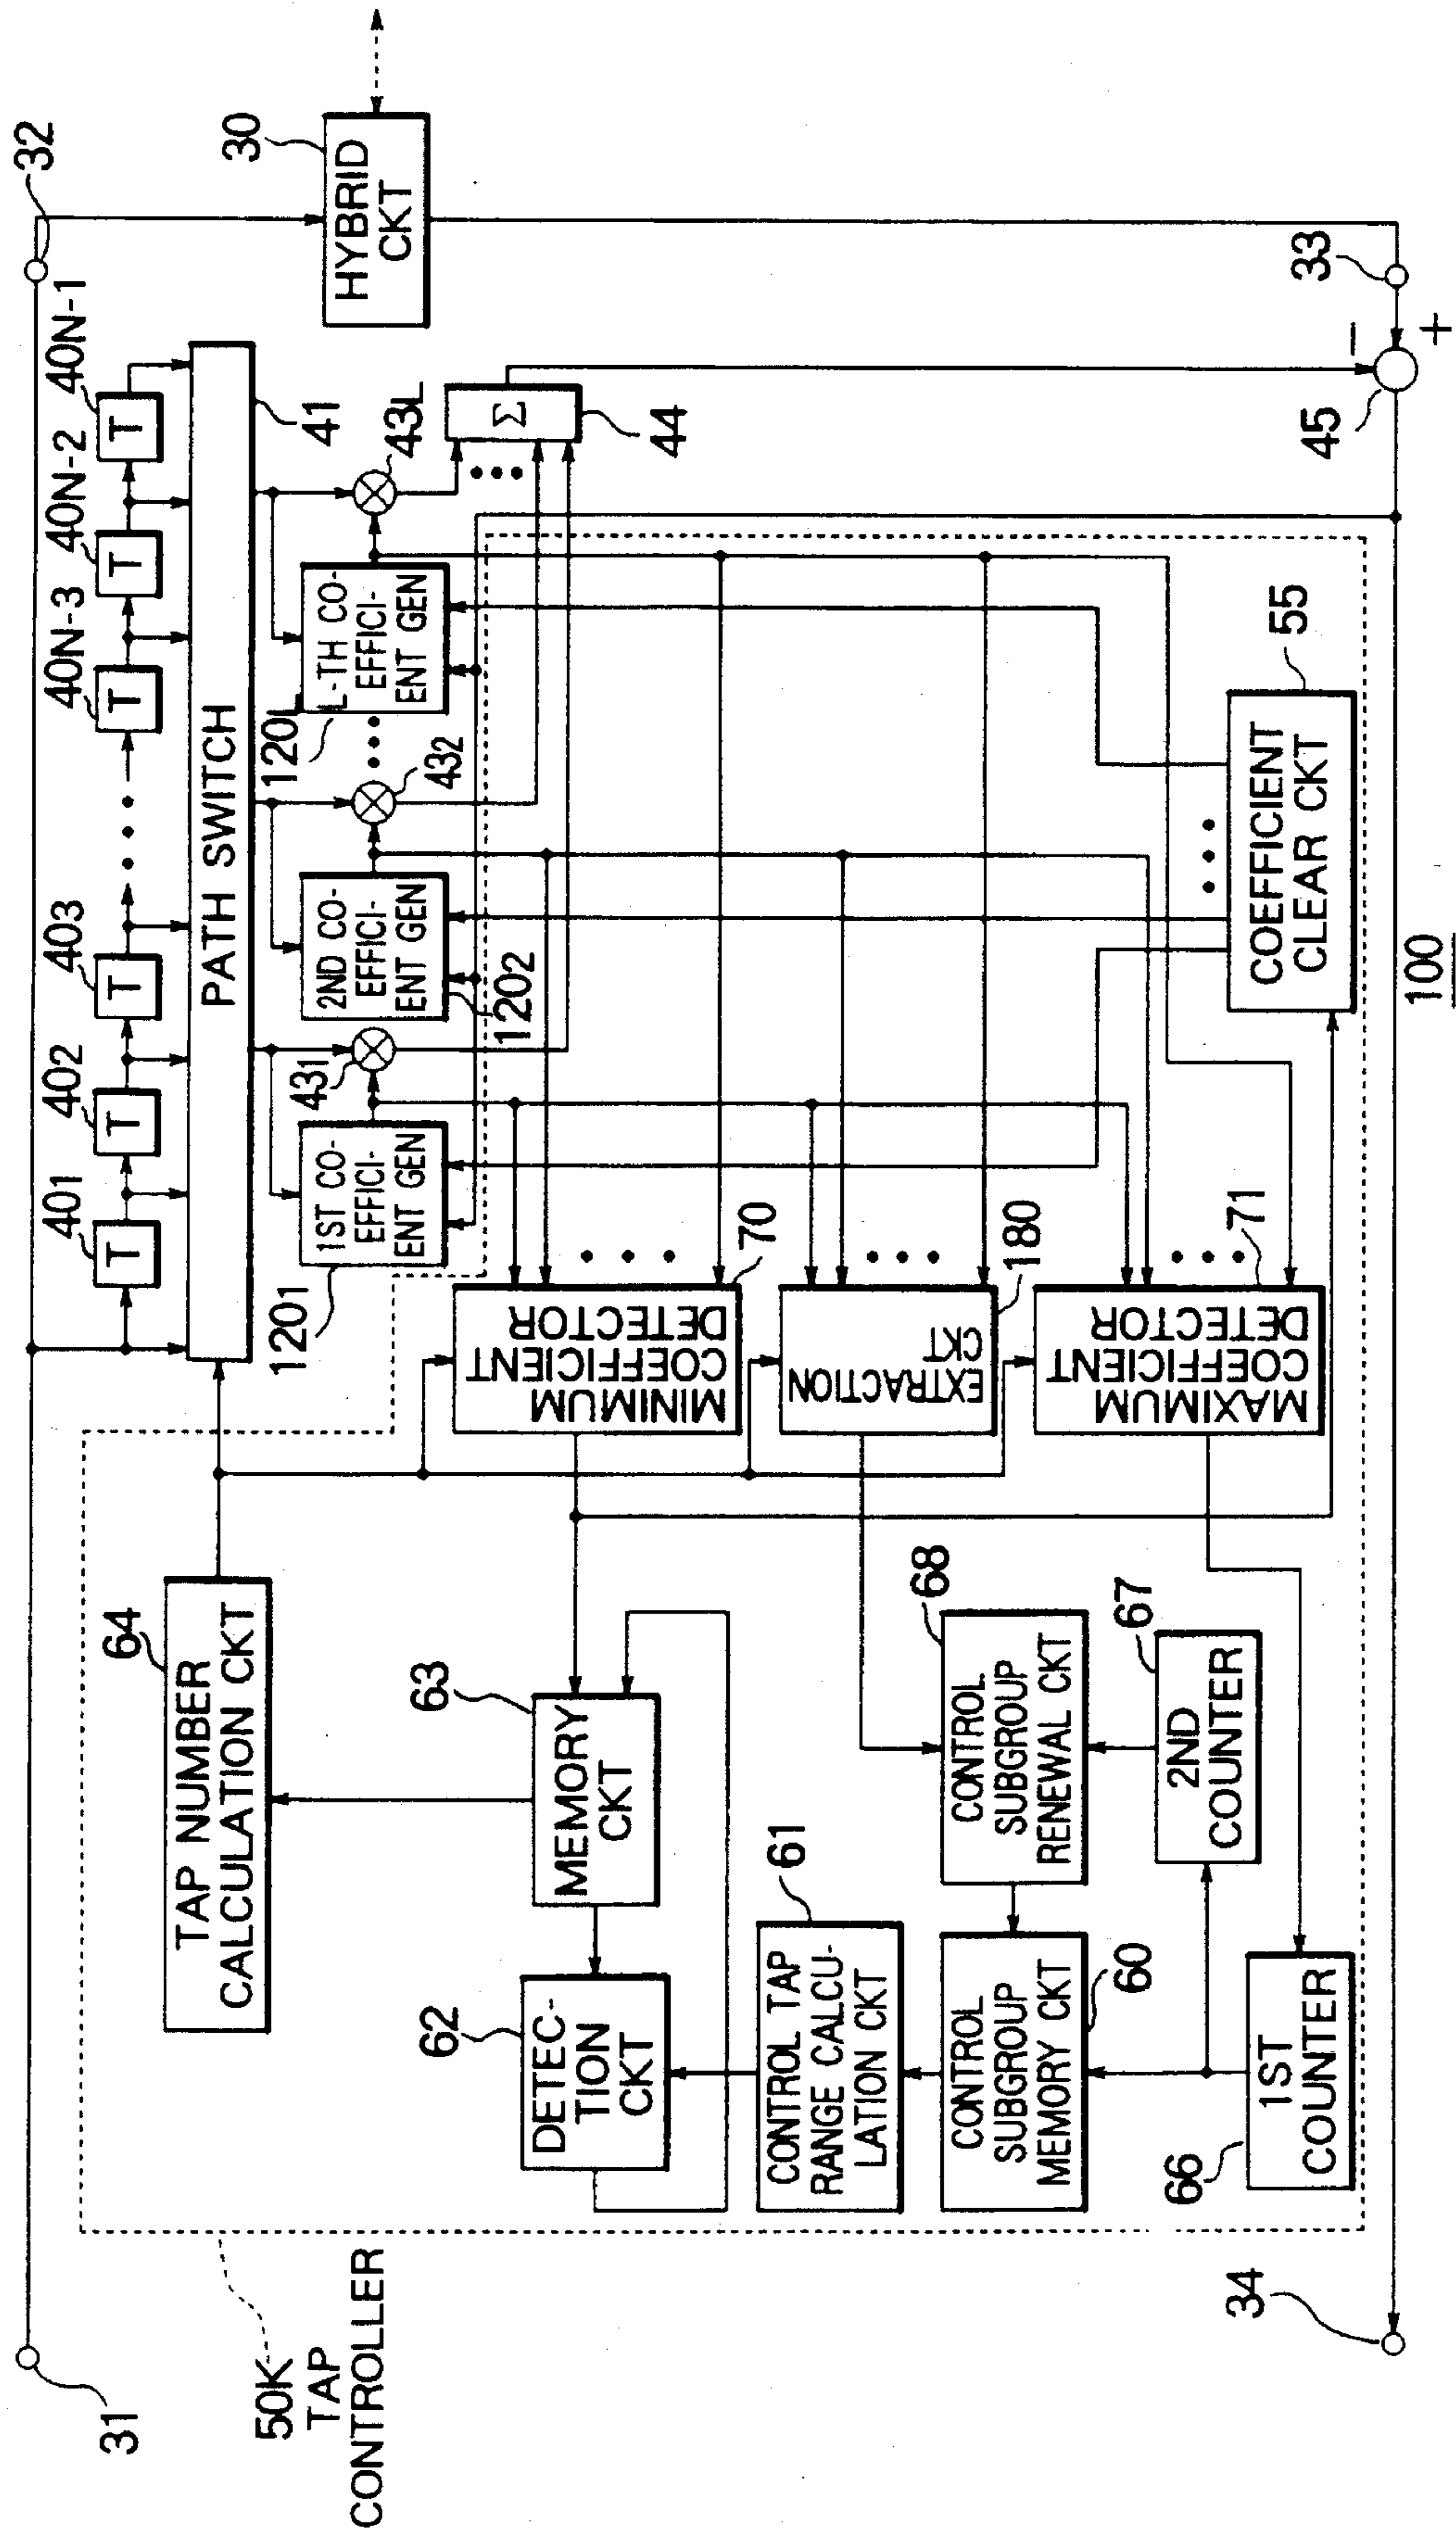 31
32
401
402
403
40N-3
40N-2
40N-1
T
T
T
T
T
T
PATH SWITCH
41
30
HYBRID
CKT
50K
TAP
CONTROLLER
64
TAP NUMBER
CALCULATION CKT
1201
1ST CO-
EFFICI-
ENT GEN
431
2ND CO-
EFFICI-
ENT GEN
1202
432
120L
L-TH CO-
EFFICI-
ENT GEN
43L
Σ
44
62
DETEC-
TION
CKT
63
MEMORY
CKT
MINIMUM
COEFFICIENT
DETECTOR
70
61
CONTROL TAP
RANGE CALCU-
LATION CKT
EXTRACTION
CKT
180
CONTROL
SUBGROUP
MEMORY CKT
60
68
CONTROL
SUBGROUP
RENEWAL CKT
MAXIMUM
COEFFICIENT
DETECTOR
71
66
1ST
COUNTER
67
2ND
COUNTER
COEFFICIENT
CLEAR CKT
55
33
−
+
45
34
100